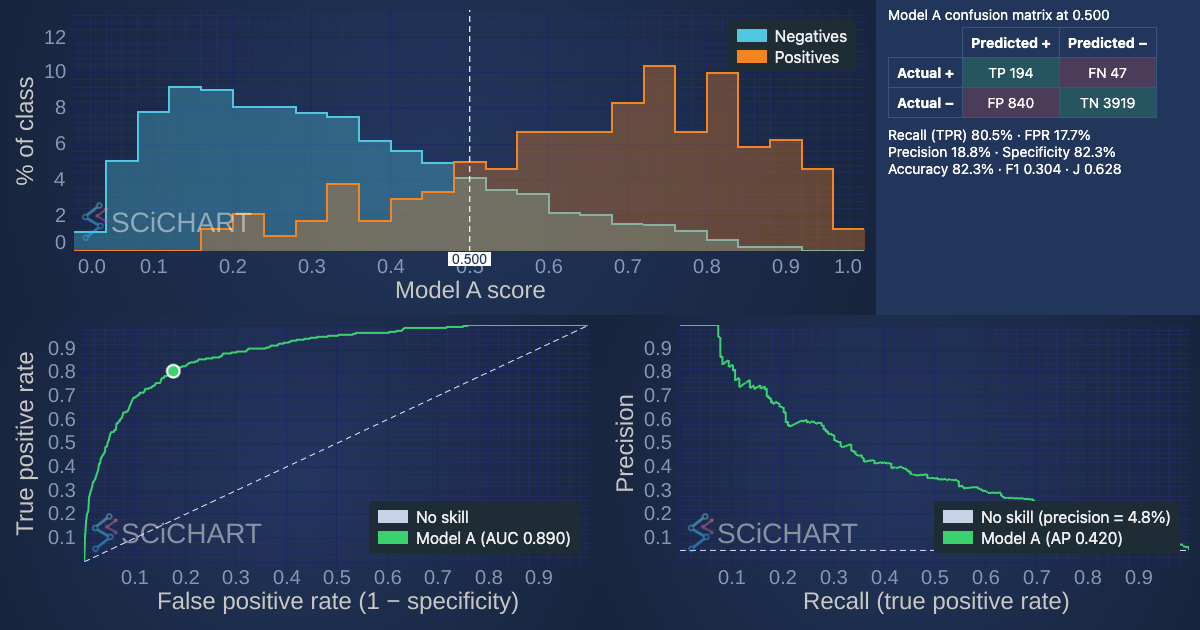 12
10
8
6
4
2
0
% of class
Negatives
Positives
SCiCHART
0.500
0.0 0.1 0.2 0.3 0.4 0.5 0.6 0.7 0.8 0.9 1.0
Model A score
Model A confusion matrix at 0.500
Predicted + Predicted −
Actual + TP 194 FN 47
Actual − FP 840 TN 3919
Recall (TPR) 80.5% · FPR 17.7%
Precision 18.8% · Specificity 82.3%
Accuracy 82.3% · F1 0.304 · J 0.628
0.9
0.8
0.7
0.6
0.5
0.4
0.3
0.2
0.1
True positive rate
SCiCHART
No skill
Model A (AUC 0.890)
0.1 0.2 0.3 0.4 0.5 0.6 0.7 0.8 0.9
False positive rate (1 − specificity)
0.9
0.8
0.7
0.6
0.5
0.4
0.3
0.2
0.1
Precision
SCiCHART
No skill (precision = 4.8%)
Model A (AP 0.420)
0.1 0.2 0.3 0.4 0.5 0.6 0.7 0.8 0.9
Recall (true positive rate)